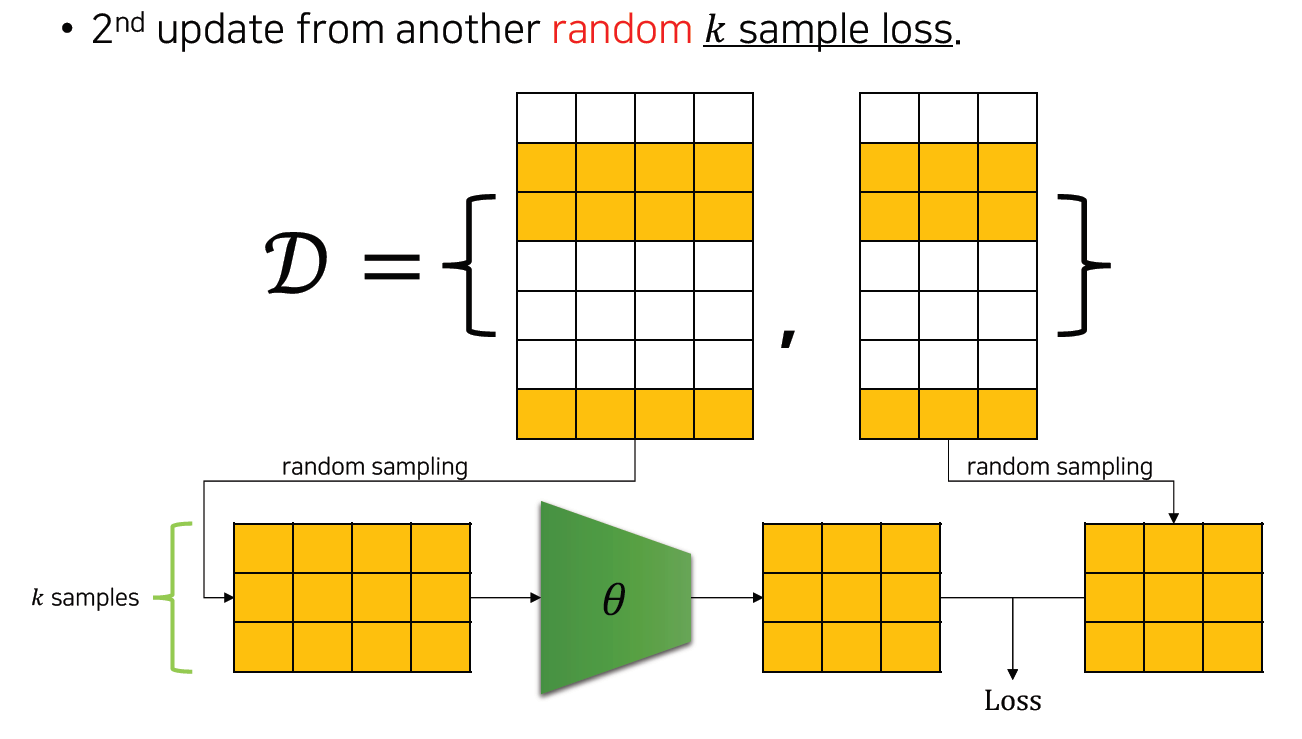 • 2nd update from another random k sample loss.
𝒟 = { , }
random sampling
random sampling
k samples
θ
Loss